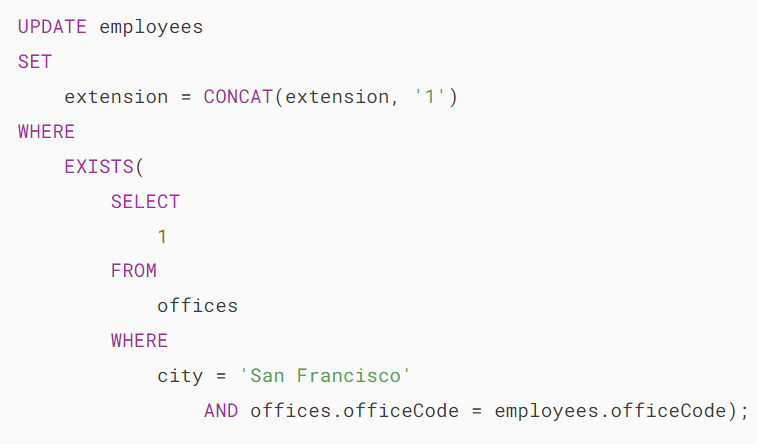 UPDATE employees
SET
    extension = CONCAT(extension, '1')
WHERE
    EXISTS(
        SELECT
            1
        FROM
            offices
        WHERE
            city = 'San Francisco'
                AND offices.officeCode = employees.officeCode);